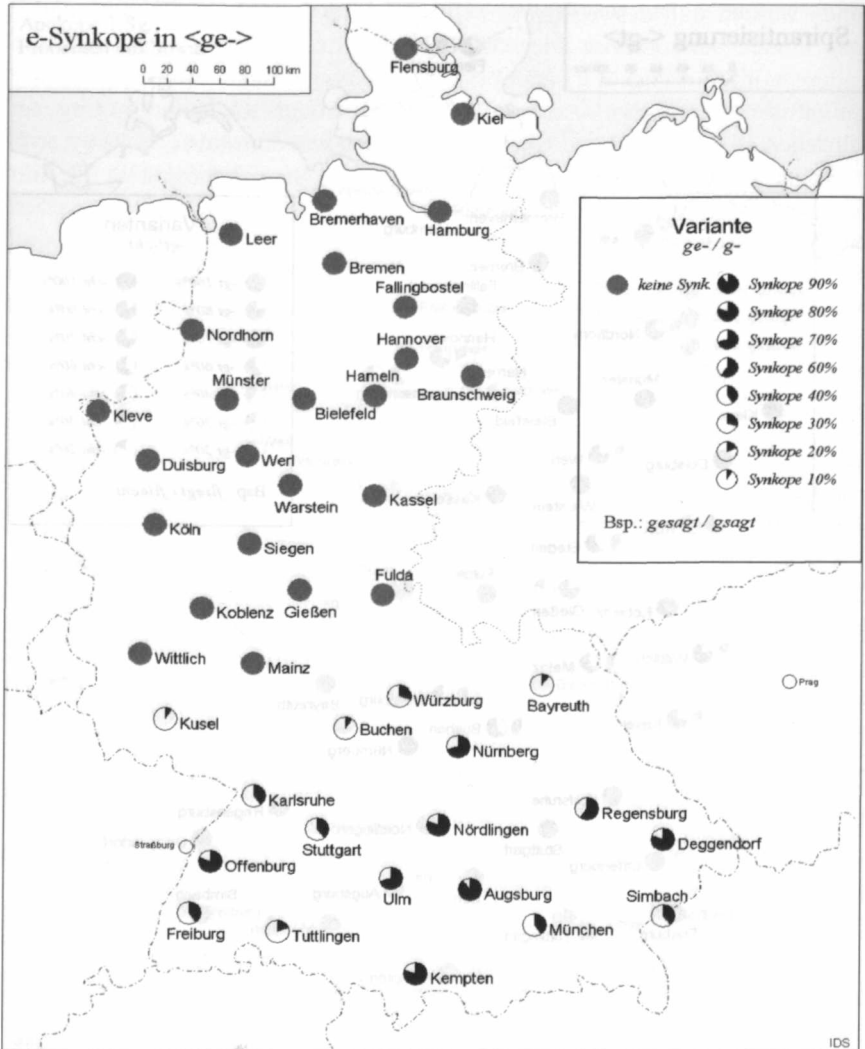 e-Synkope in <ge->
0 20 40 60 80 100 km
Flensburg
Kiel
Bremerhaven
Hamburg
Leer
Bremen
Fallingbostel
Nordhorn
Hannover
Münster
Hameln
Braunschweig
Bielefeld
Kleve
Duisburg
Werl
Warstein
Kassel
Köln
Siegen
Fulda
Gießen
Koblenz
Wittlich
Mainz
Würzburg
Bayreuth
Prag
Kusel
Buchen
Nürnberg
Karlsruhe
Regensburg
Stuttgart
Nördlingen
Deggendorf
Straßburg
Offenburg
Ulm
Augsburg
Simbach
Freiburg
Tuttlingen
München
Kempten
Variante
ge- / g-
keine Synk. Synkope 90%
Synkope 80%
Synkope 70%
Synkope 60%
Synkope 40%
Synkope 30%
Synkope 20%
Synkope 10%
Bsp.: gesagt / gsagt
IDS